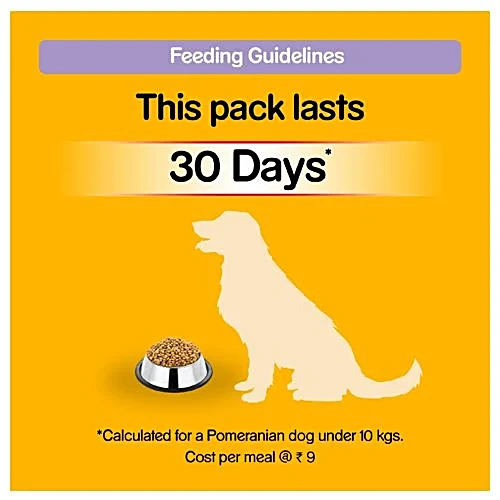 Feeding Guidelines
This pack lasts
30 Days*
*Calculated for a Pomeranian dog under 10 kgs.
Cost per meal @ ₹ 9